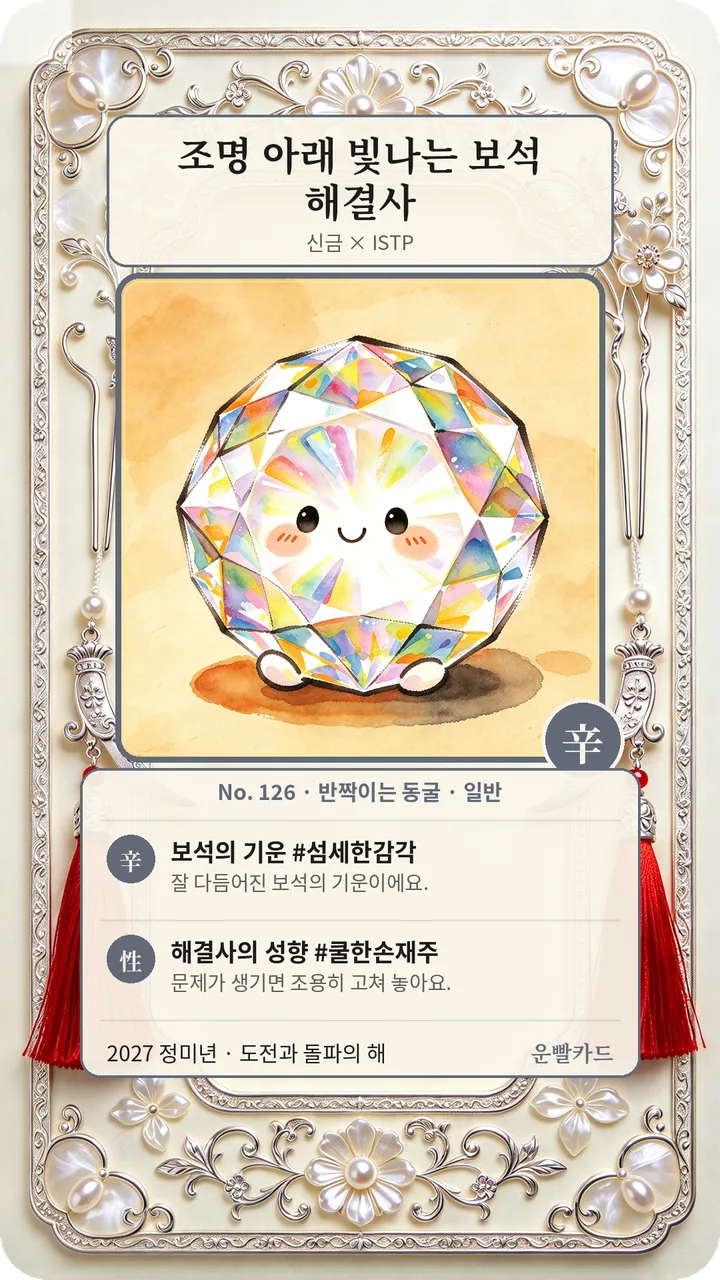 조명 아래 빛나는 보석
해결사
신금 × ISTP
辛
No. 126 · 반짝이는 동굴 · 일반
辛
보석의 기운 #섬세한감각
잘 다듬어진 보석의 기운이에요.
性
해결사의 성향 #쿨한손재주
문제가 생기면 조용히 고쳐 놓아요.
2027 정미년 · 도전과 돌파의 해
운빨카드